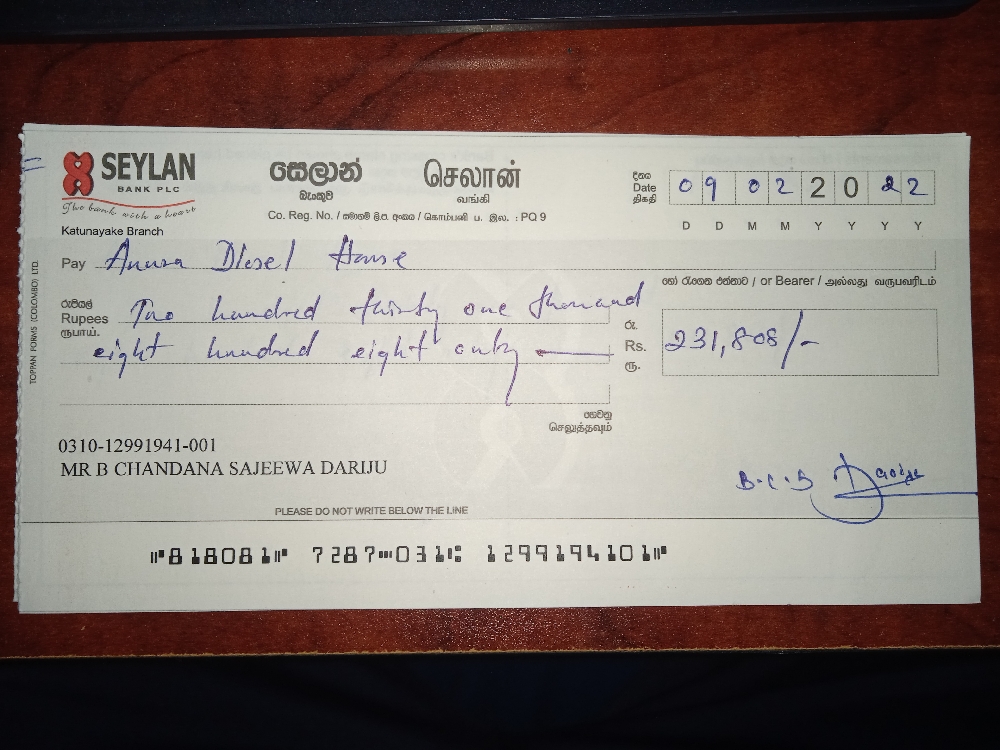 SEYLAN
BANK PLC
The bank with a heart
Katunayake Branch
සෙලාන්
බැංකුව
செலான்
வங்கி
Co. Reg. No. / සමාගම් ලි.ප. අංකය / கொம்பனி ப. இல. : PQ 9
දිනය
Date
திகதி
0 9 0 2 2 0 2 2
D D M M Y Y Y Y
Pay Anura Diesel House
හෝ රැගෙන එන්නාට / or Bearer / அல்லது வருபவரிடம்
රුපියල්
Rupees
ரூபாய்.
Two hundred thirty one thousand
eight hundred eight only
රු.
Rs. 231,808/-
ரூ.
ගෙවනු
செலுத்தவும்
0310-12991941-001
MR B CHANDANA SAJEEWA DARIJU
B.C.S
PLEASE DO NOT WRITE BELOW THE LINE
⑈818081⑈ 7287⑉031⑆ 1299194101⑈
TOPPAN FORMS (COLOMBO) LTD.